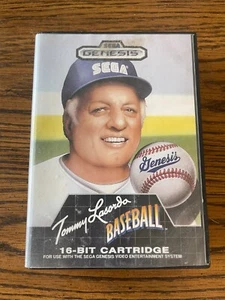 SEGA
GENESIS
SEGA
Genesis
Tommy Lasorda
BASEBALL
16-BIT CARTRIDGE
FOR USE WITH THE SEGA GENESIS VIDEO ENTERTAINMENT SYSTEM